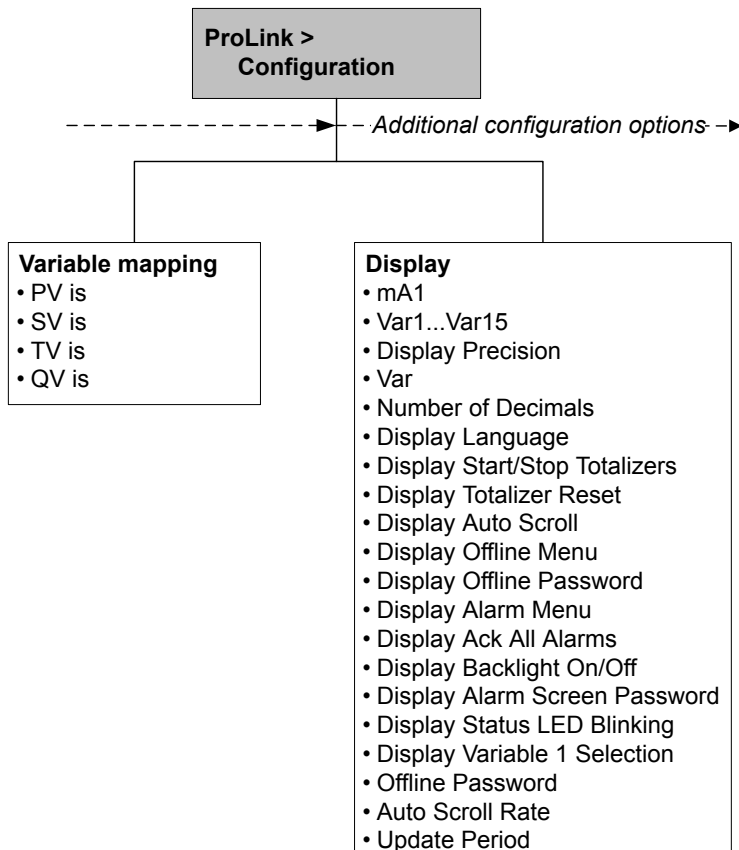 ProLink >
Configuration
Additional configuration options
Variable mapping
• PV is
• SV is
• TV is
• QV is
Display
• mA1
• Var1...Var15
• Display Precision
• Var
• Number of Decimals
• Display Language
• Display Start/Stop Totalizers
• Display Totalizer Reset
• Display Auto Scroll
• Display Offline Menu
• Display Offline Password
• Display Alarm Menu
• Display Ack All Alarms
• Display Backlight On/Off
• Display Alarm Screen Password
• Display Status LED Blinking
• Display Variable 1 Selection
• Offline Password
• Auto Scroll Rate
• Update Period